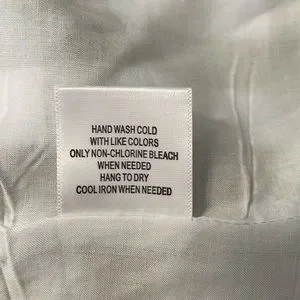 HAND WASH COLD
WITH LIKE COLORS
ONLY NON-CHLORINE BLEACH
WHEN NEEDED
HANG TO DRY
COOL IRON WHEN NEEDED